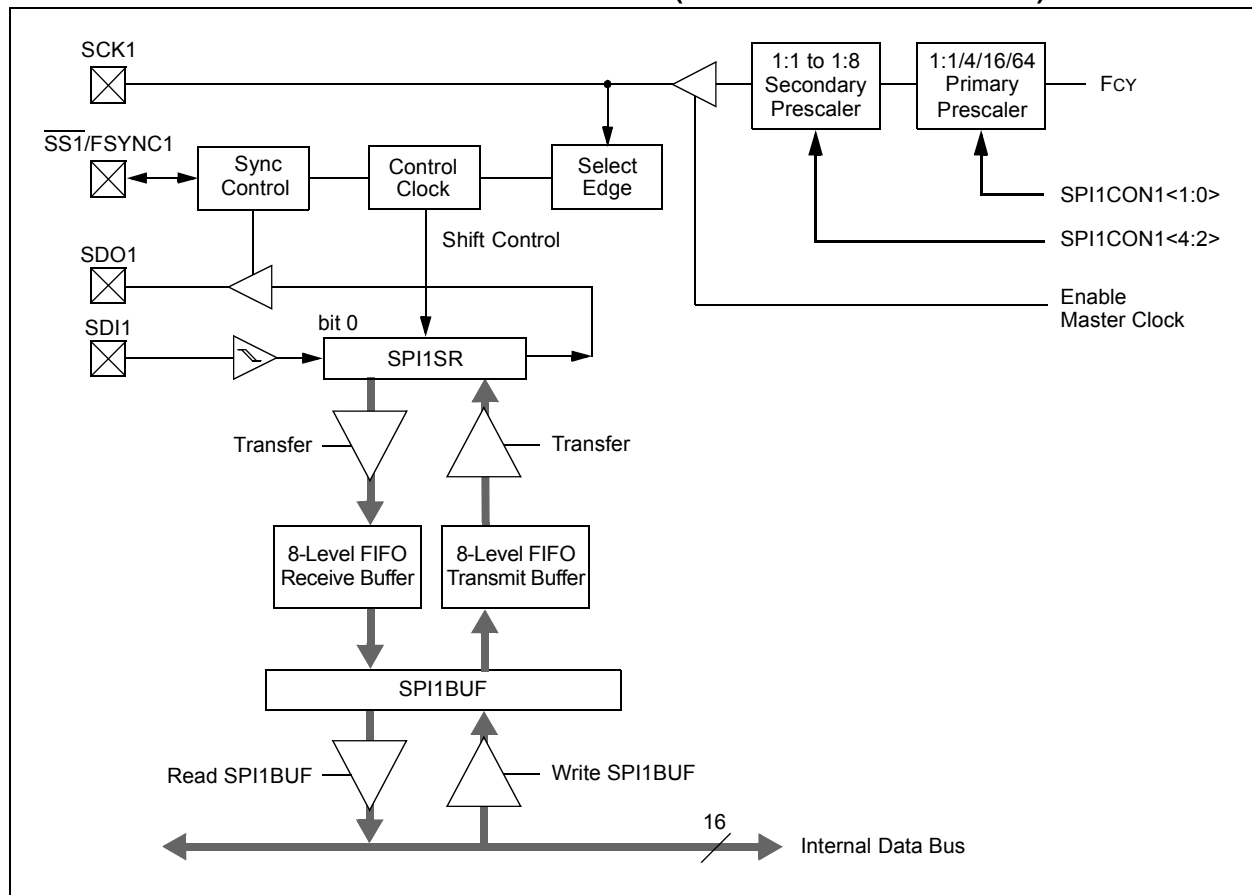 SCK1
1:1 to 1:8
Secondary
Prescaler
1:1/4/16/64
Primary
Prescaler
FCY
SS1/FSYNC1
Sync
Control
Control
Clock
Select
Edge
SPI1CON1<1:0>
SPI1CON1<4:2>
Shift Control
SDO1
Enable
Master Clock
SDI1
bit 0
SPI1SR
Transfer
Transfer
8-Level FIFO
Receive Buffer
8-Level FIFO
Transmit Buffer
SPI1BUF
Read SPI1BUF
Write SPI1BUF
16
Internal Data Bus